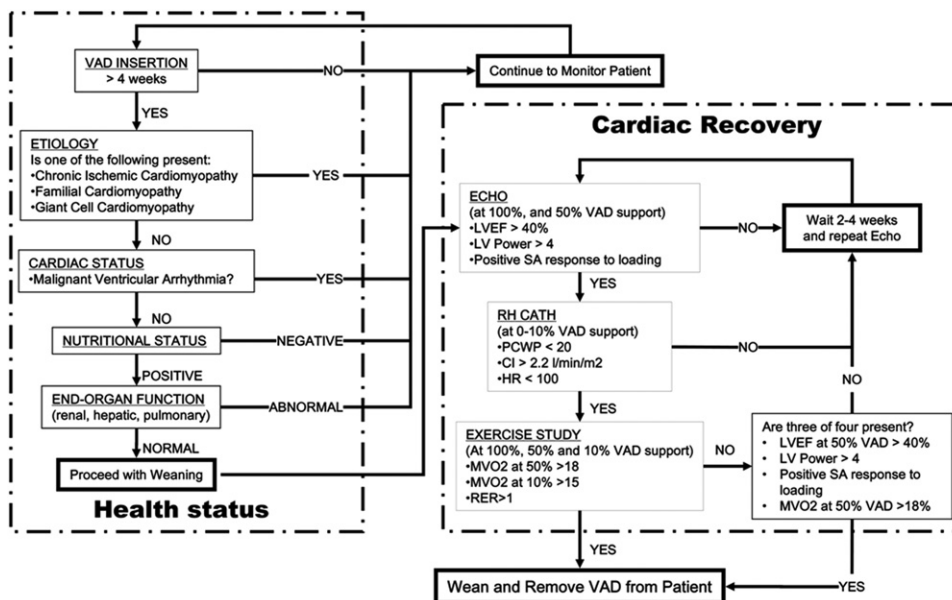 VAD INSERTION
> 4 weeks
NO
Continue to Monitor Patient
YES
ETIOLOGY
Is one of the following present:
•Chronic Ischemic Cardiomyopathy
•Familial Cardiomyopathy
•Giant Cell Cardiomyopathy
YES
NO
CARDIAC STATUS
•Malignant Ventricular Arrhythmia?
YES
NO
NUTRITIONAL STATUS
NEGATIVE
POSITIVE
END-ORGAN FUNCTION
(renal, hepatic, pulmonary)
ABNORMAL
NORMAL
Proceed with Weaning
Health status
Cardiac Recovery
ECHO
(at 100%, and 50% VAD support)
•LVEF > 40%
•LV Power > 4
•Positive SA response to loading
NO
Wait 2-4 weeks
and repeat Echo
YES
RH CATH
(at 0-10% VAD support)
•PCWP < 20
•CI > 2.2 l/min/m2
•HR < 100
NO
NO
YES
EXERCISE STUDY
(At 100%, 50% and 10% VAD support)
•MVO2 at 50% >18
•MVO2 at 10% >15
•RER>1
NO
Are three of four present?
• LVEF at 50% VAD > 40%
• LV Power > 4
• Positive SA response to
loading
• MVO2 at 50% VAD >18%
YES
YES
Wean and Remove VAD from Patient